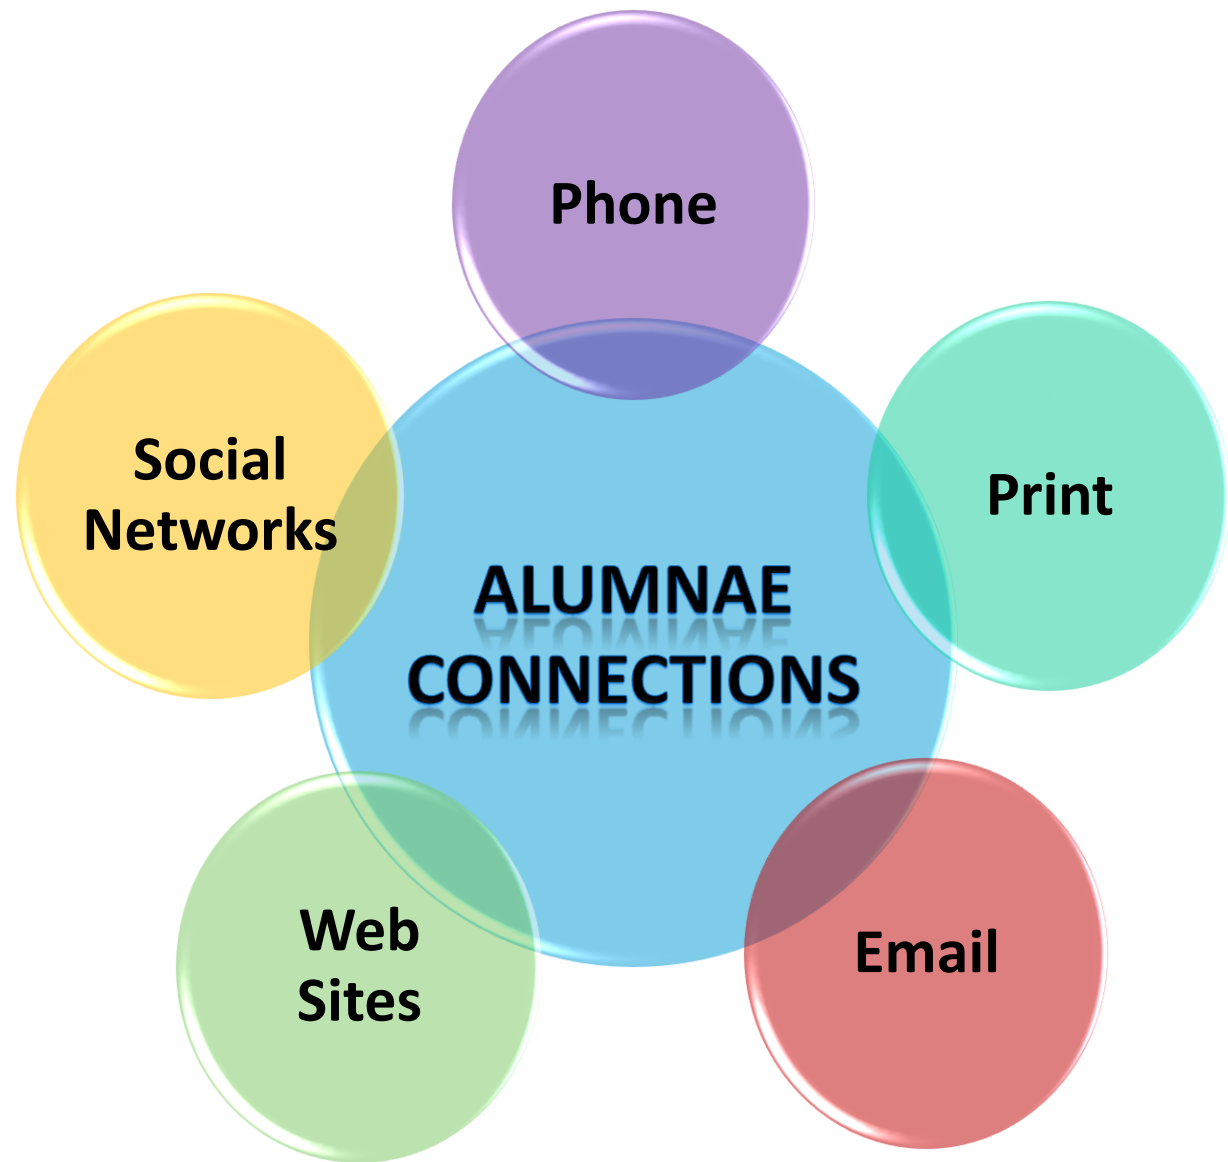 Phone
Social
Networks
Print
ALUMNAE
CONNECTIONS
Web
Sites
Email